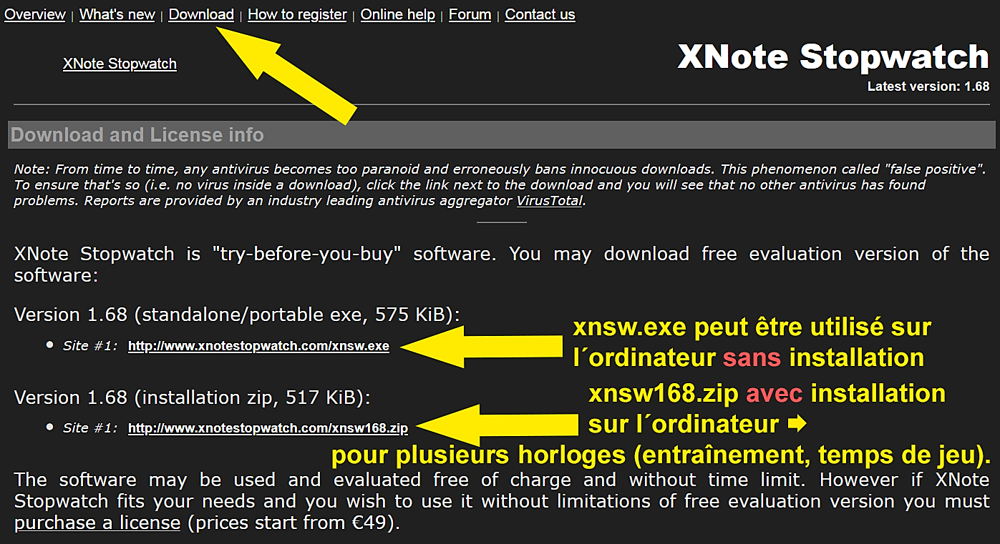 Overview | What's new | Download | How to register | Online help | Forum | Contact us
XNote Stopwatch
XNote Stopwatch
Latest version: 1.68
Download and License info
Note: From time to time, any antivirus becomes too paranoid and erroneously bans innocuous downloads. This phenomenon called "false positive".
To ensure that's so (i.e. no virus inside a download), click the link next to the download and you will see that no other antivirus has found
problems. Reports are provided by an industry leading antivirus aggregator VirusTotal.
XNote Stopwatch is "try-before-you-buy" software. You may download free evaluation version of the
software:
Version 1.68 (standalone/portable exe, 575 KiB):
• Site #1: http://www.xnotestopwatch.com/xnsw.exe
xnsw.exe peut être utilisé sur
l´ordinateur sans installation
Version 1.68 (installation zip, 517 KiB):
• Site #1: http://www.xnotestopwatch.com/xnsw168.zip
xnsw168.zip avec installation
sur l´ordinateur ➡
pour plusieurs horloges (entraînement, temps de jeu).
The software may be used and evaluated free of charge and without time limit. However if XNote
Stopwatch fits your needs and you wish to use it without limitations of free evaluation version you must
purchase a license (prices start from €49).